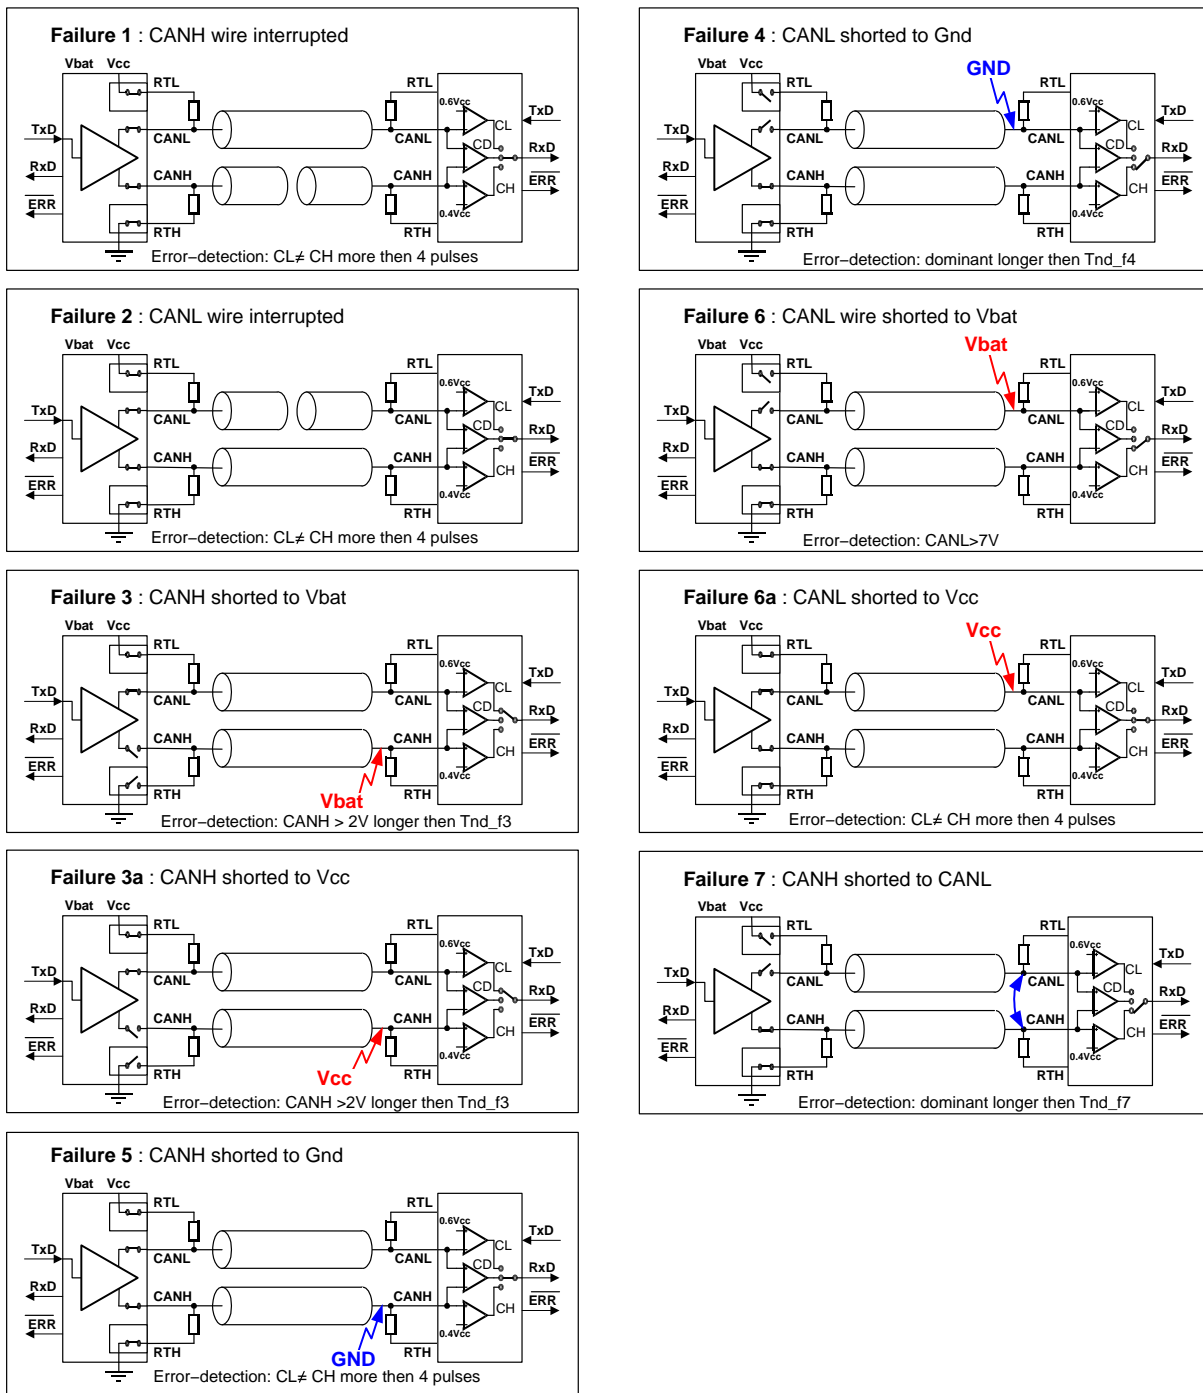 Failure 1 : CANH wire interrupted
Vbat Vcc
RTL RTL
0.6Vcc
TxD CANL CANL CL TxD
CD
RxD CANH CANH RxD
ERR CH ERR
0.4Vcc
RTH RTH
Error–detection: CL≠ CH more then 4 pulses
Failure 2 : CANL wire interrupted
Vbat Vcc
RTL RTL
0.6Vcc
TxD CANL CANL CL TxD
CD
RxD CANH CANH RxD
ERR CH ERR
0.4Vcc
RTH RTH
Error–detection: CL≠ CH more then 4 pulses
Failure 3 : CANH shorted to Vbat
Vbat Vcc
RTL RTL
0.6Vcc
TxD CANL CANL CL TxD
CD
RxD CANH CANH RxD
ERR CH ERR
0.4Vcc
RTH Vbat RTH
Error–detection: CANH > 2V longer then Tnd_f3
Failure 3a : CANH shorted to Vcc
Vbat Vcc
RTL RTL
0.6Vcc
TxD CANL CANL CL TxD
CD
RxD CANH CANH RxD
ERR CH ERR
0.4Vcc
RTH Vcc RTH
Error–detection: CANH >2V longer then Tnd_f3
Failure 5 : CANH shorted to Gnd
Vbat Vcc
RTL RTL
0.6Vcc
TxD CANL CANL CL TxD
CD
RxD CANH CANH RxD
ERR CH ERR
0.4Vcc
RTH GND RTH
Error–detection: CL≠ CH more then 4 pulses
Failure 4 : CANL shorted to Gnd
Vbat Vcc GND
RTL RTL
0.6Vcc
TxD CANL CANL CL TxD
CD
RxD CANH CANH RxD
ERR CH ERR
0.4Vcc
RTH RTH
Error–detection: dominant longer then Tnd_f4
Failure 6 : CANL wire shorted to Vbat
Vbat Vcc Vbat
RTL RTL
0.6Vcc
TxD CANL CANL CL TxD
CD
RxD CANH CANH RxD
ERR CH ERR
0.4Vcc
RTH RTH
Error–detection: CANL>7V
Failure 6a : CANL shorted to Vcc
Vbat Vcc Vcc
RTL RTL
0.6Vcc
TxD CANL CANL CL TxD
CD
RxD CANH CANH RxD
ERR CH ERR
0.4Vcc
RTH RTH
Error–detection: CL≠ CH more then 4 pulses
Failure 7 : CANH shorted to CANL
Vbat Vcc
RTL RTL
0.6Vcc
TxD CANL CANL CL TxD
CD
RxD CANH CANH RxD
ERR CH ERR
0.4Vcc
RTH RTH
Error–detection: dominant longer then Tnd_f7